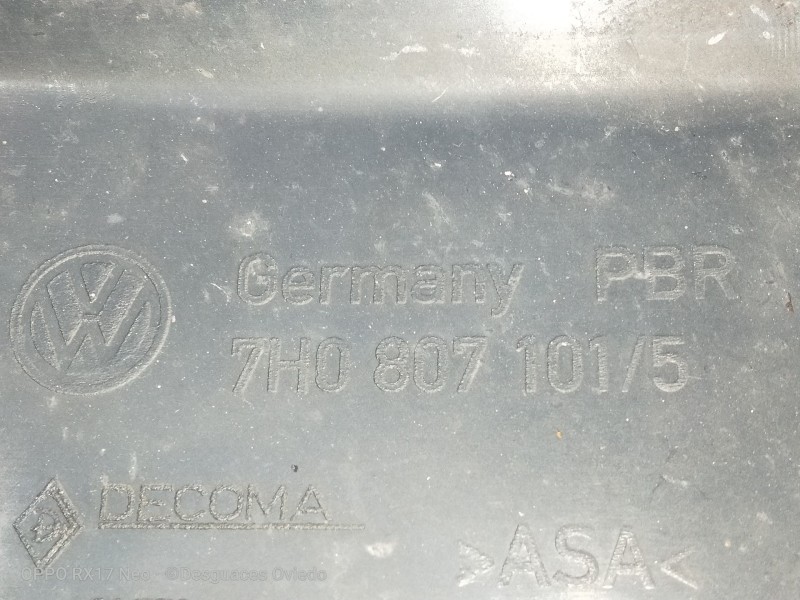 Germany PBR
7H0 807 101/5
DECOMA
>ASA<
OPPO RX17 Neo ©Desguaces Oviedo